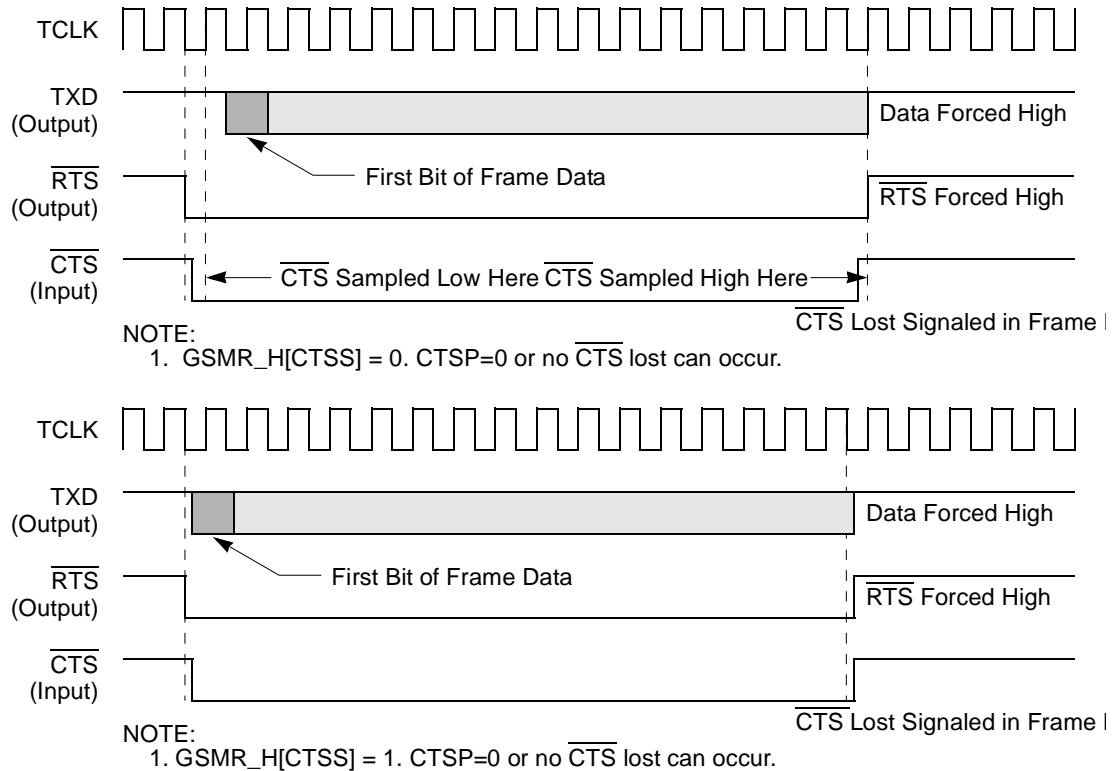 TCLK
TXD
(Output)
Data Forced High
First Bit of Frame Data
RTS
(Output)
RTS Forced High
CTS
(Input)
CTS Sampled Low Here CTS Sampled High Here
CTS Lost Signaled in Frame
NOTE:
1. GSMR_H[CTSS] = 0. CTSP=0 or no CTS lost can occur.
TCLK
TXD
(Output)
Data Forced High
First Bit of Frame Data
RTS
(Output)
RTS Forced High
CTS
(Input)
CTS Lost Signaled in Frame
NOTE:
1. GSMR_H[CTSS] = 1. CTSP=0 or no CTS lost can occur.